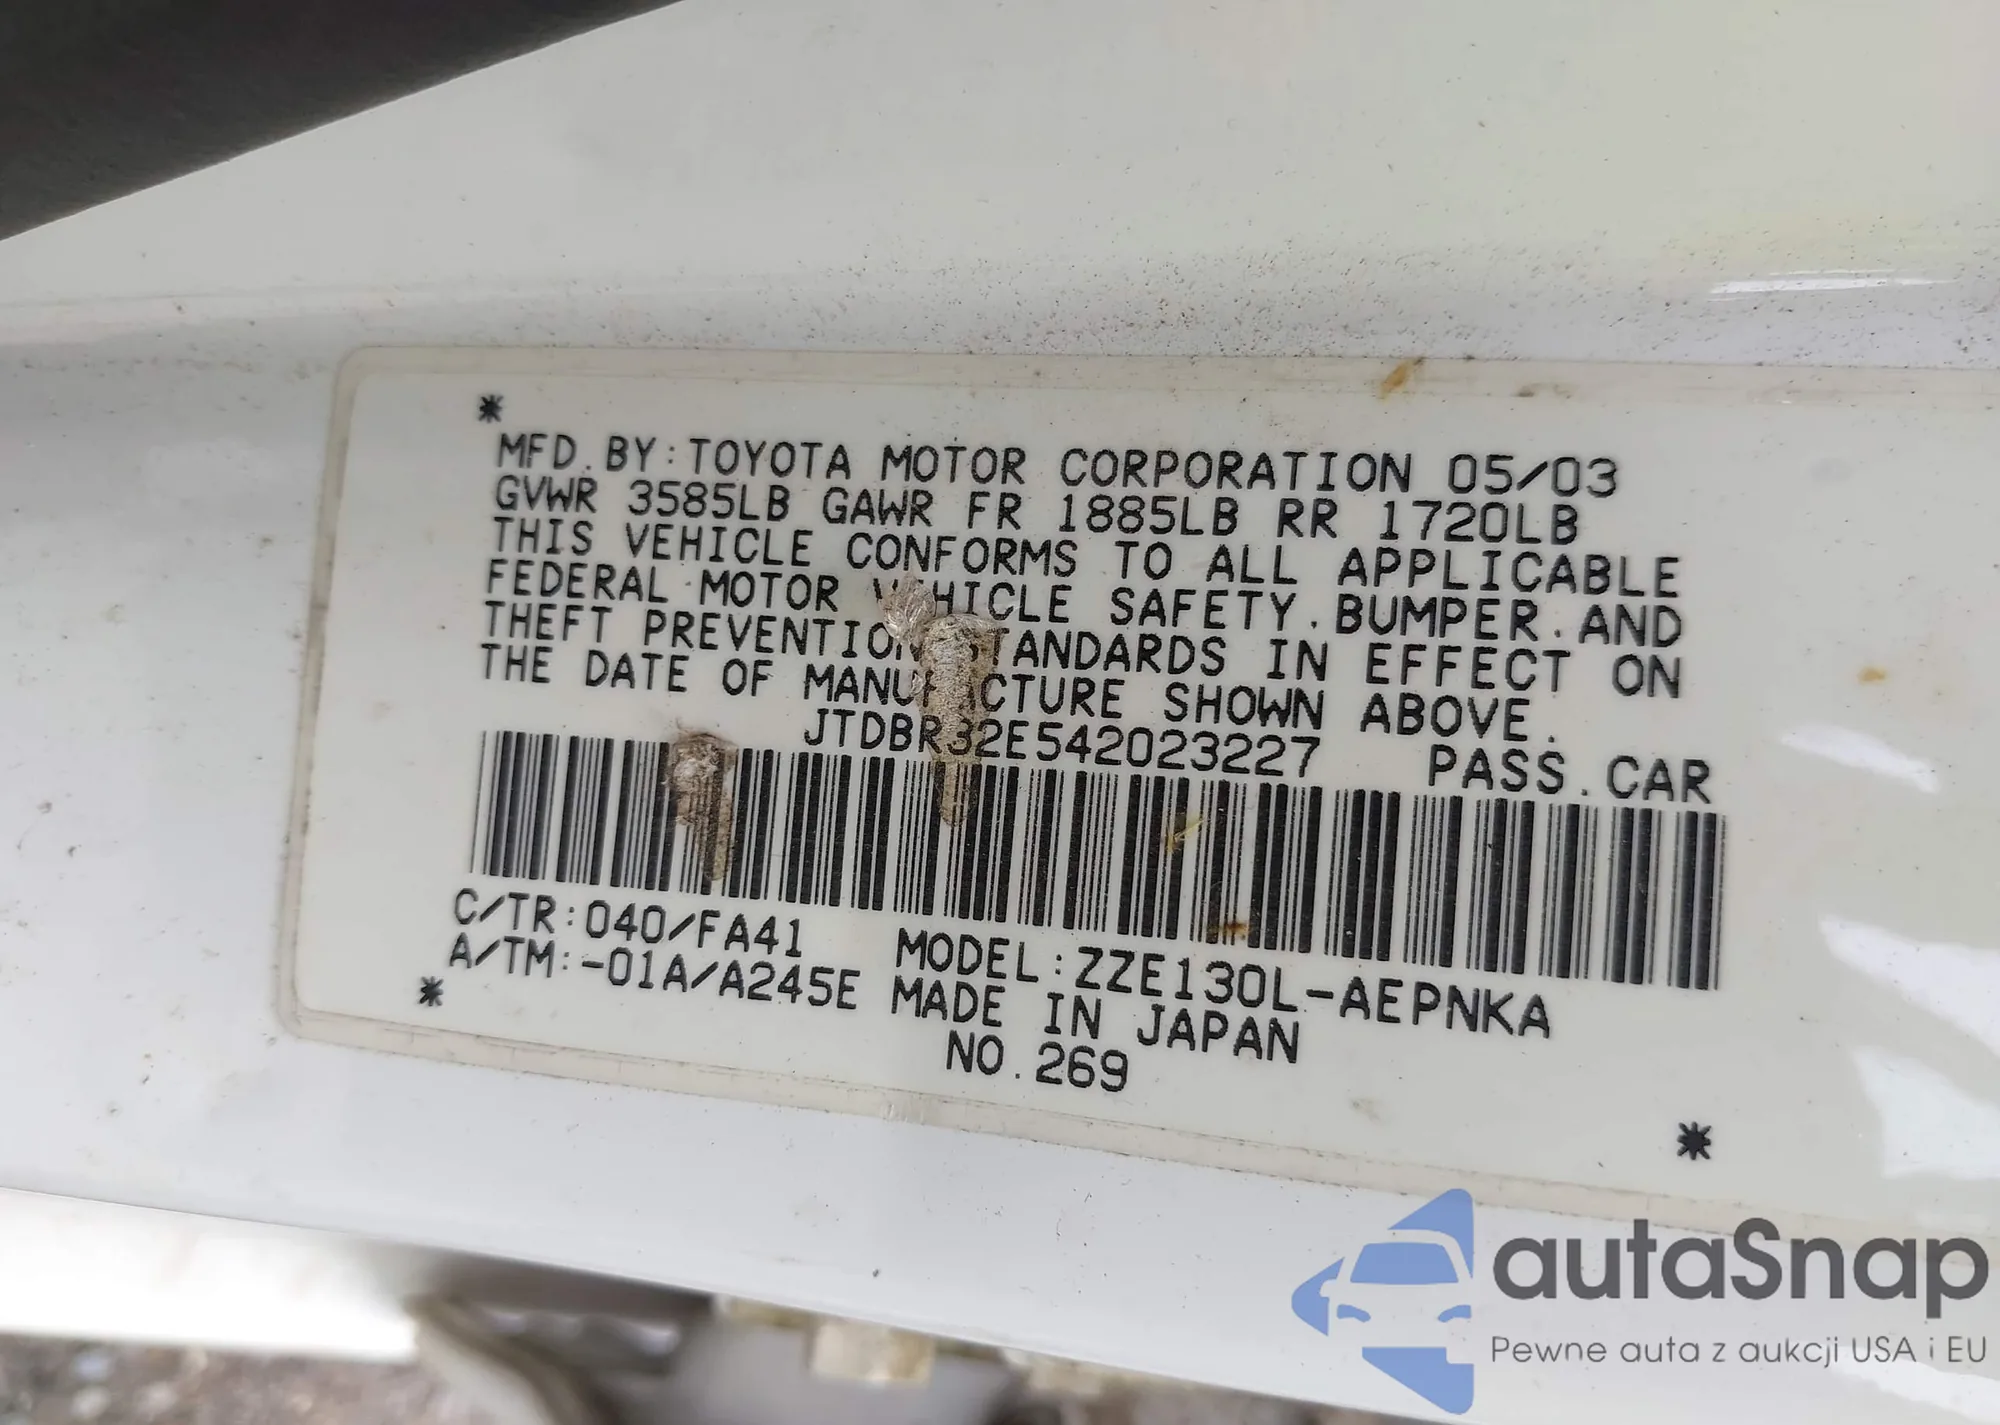 *
MFD.BY:TOYOTA MOTOR CORPORATION 05/03
GVWR 3585LB GAWR FR 1885LB RR 1720LB
THIS VEHICLE CONFORMS TO ALL APPLICABLE
FEDERAL MOTOR VEHICLE SAFETY.BUMPER.AND
THEFT PREVENTION STANDARDS IN EFFECT ON
THE DATE OF MANUFACTURE SHOWN ABOVE.
JTDBR32E542023227 PASS.CAR
C/TR:040/FA41 MODEL:ZZE130L-AEPNKA
A/TM:-01A/A245E MADE IN JAPAN
* NO.269
*
autaSnap
Pewne auta z aukcji USA i EU